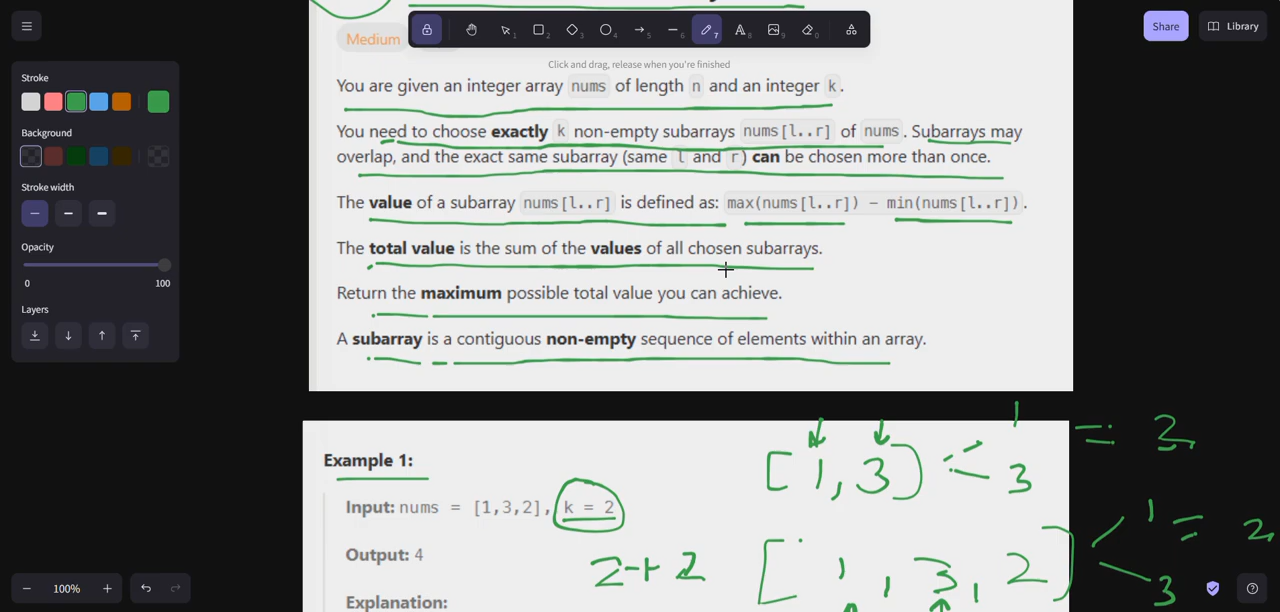 Share
Library
Click and drag, release when you're finished
Medium
Stroke
Background
Stroke width
Opacity
0 100
Layers
You are given an integer array nums of length n and an integer k.
You need to choose exactly k non-empty subarrays nums[l..r] of nums. Subarrays may
overlap, and the exact same subarray (same l and r) can be chosen more than once.
The value of a subarray nums[l..r] is defined as: max(nums[l..r]) - min(nums[l..r]).
The total value is the sum of the values of all chosen subarrays.
Return the maximum possible total value you can achieve.
A subarray is a contiguous non-empty sequence of elements within an array.
Example 1:
Input: nums = [1,3,2], k = 2
Output: 4
Explanation:
[1, 3] 1 3 = 2
2+2 [1, 3, 2] 1 3 = 2
100%